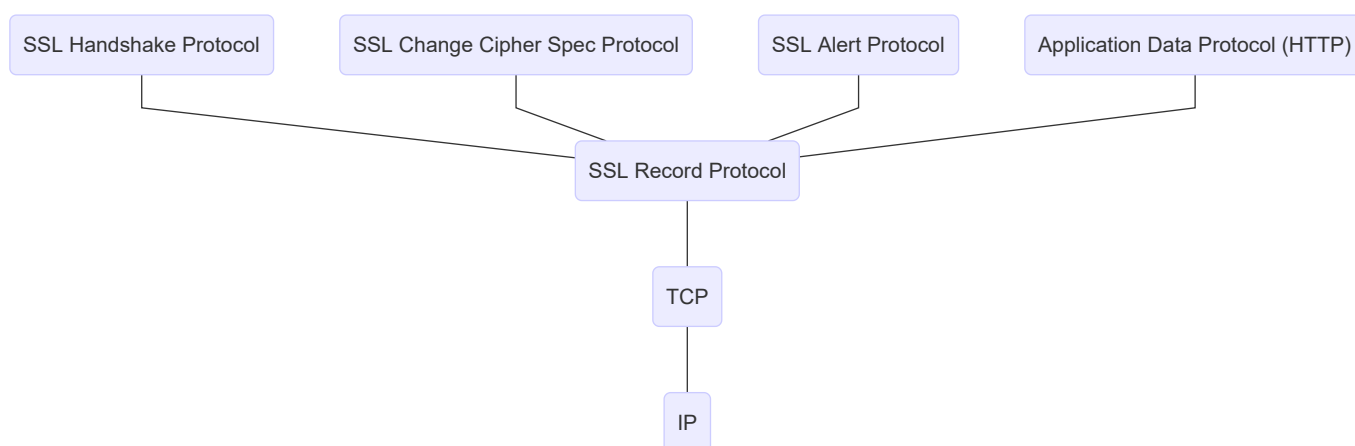 SSL Handshake Protocol
SSL Change Cipher Spec Protocol
SSL Alert Protocol
Application Data Protocol (HTTP)
SSL Record Protocol
TCP
IP